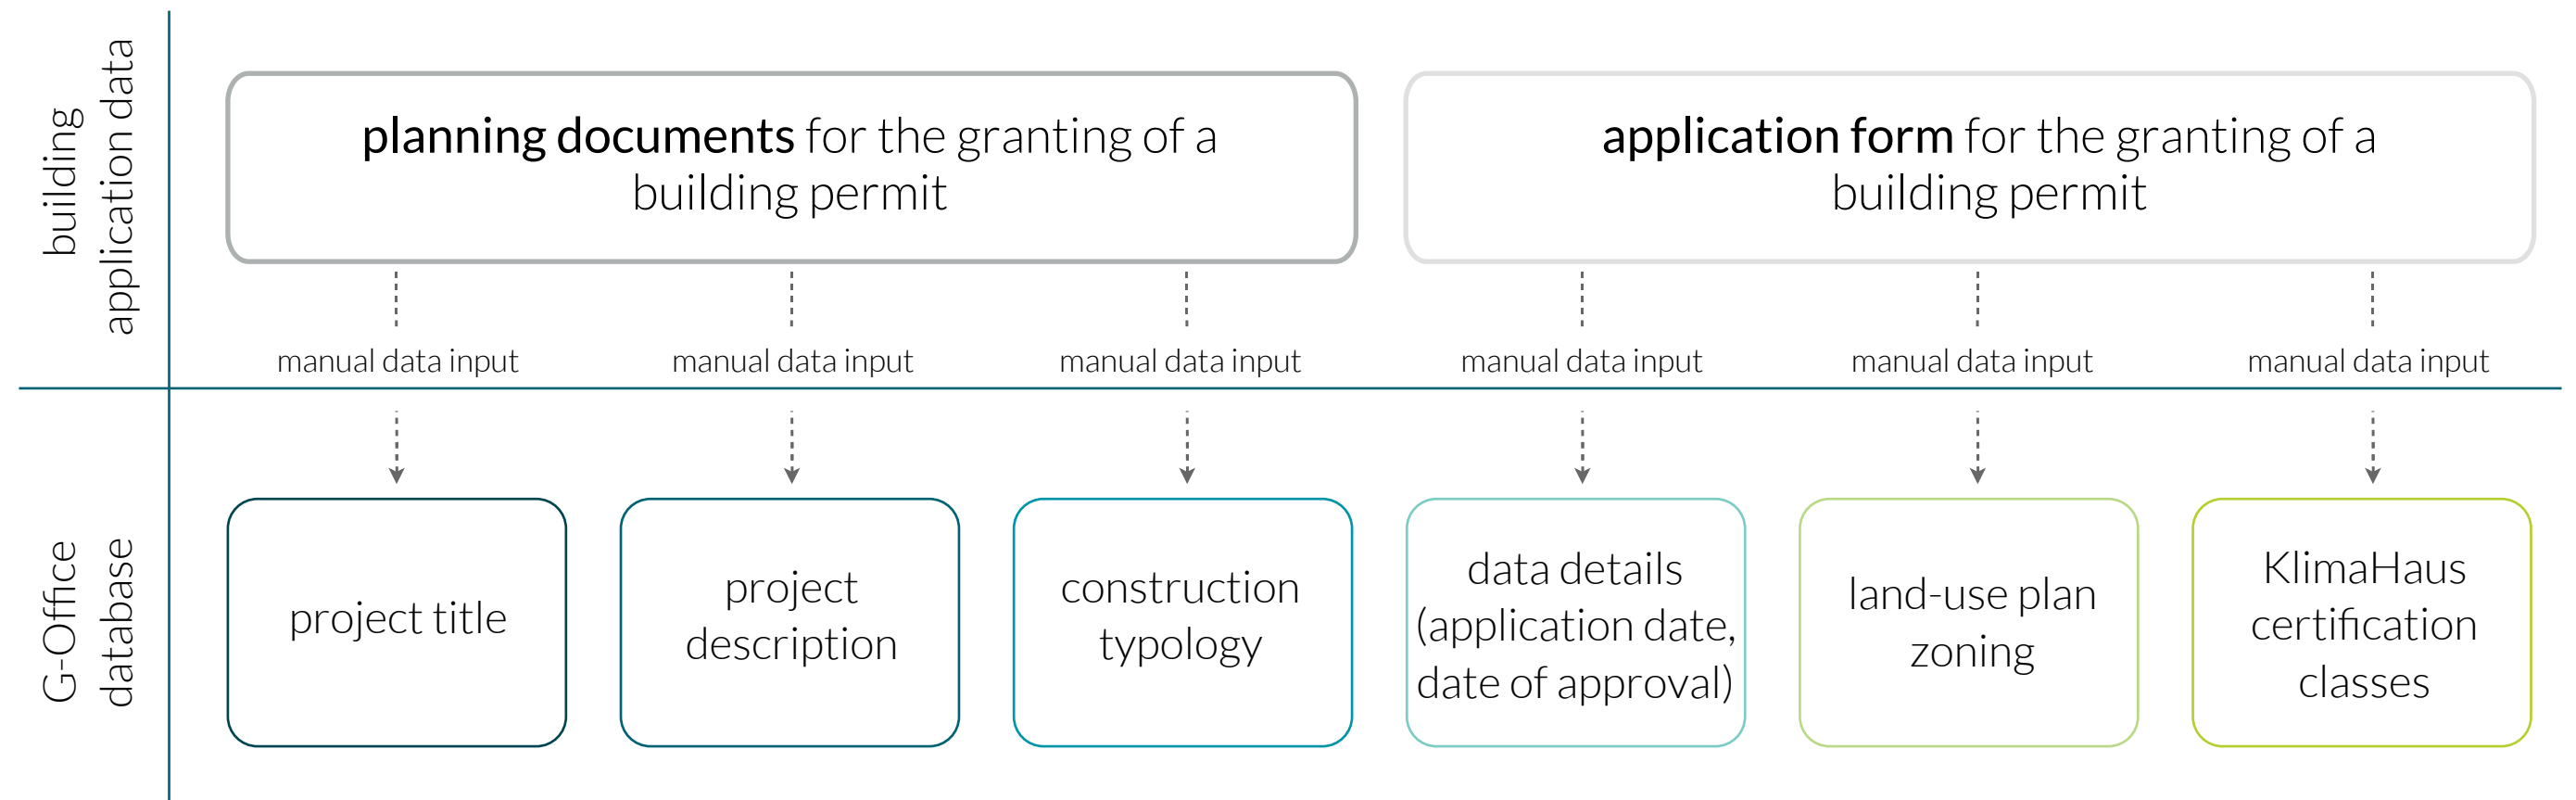 building
application data
planning documents for the granting of a
building permit
application form for the granting of a
building permit
manual data input
manual data input
manual data input
manual data input
manual data input
manual data input
G-Office
database
project title
project
description
construction
typology
data details
(application date,
date of approval)
land-use plan
zoning
KlimaHaus
certification
classes